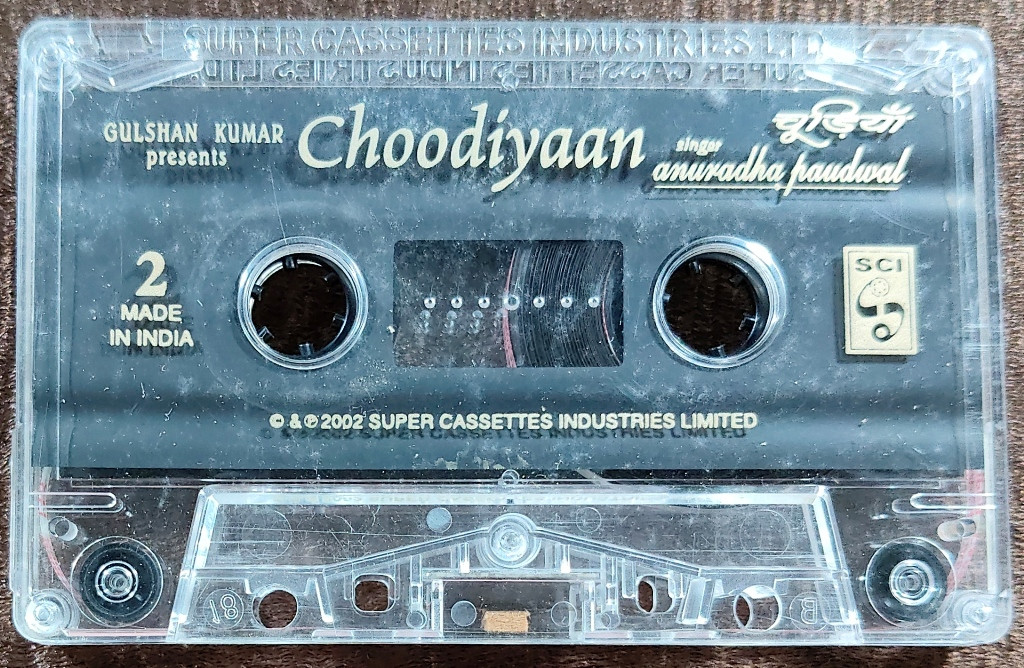 SUPER CASSETTES INDUSTRIES LTD
GULSHAN KUMAR
presents
Choodiyaan
चूड़ियाँ
singer
anuradha paudwal
2
MADE
IN INDIA
SCI
© & ℗ 2002 SUPER CASSETTES INDUSTRIES LIMITED
18
B